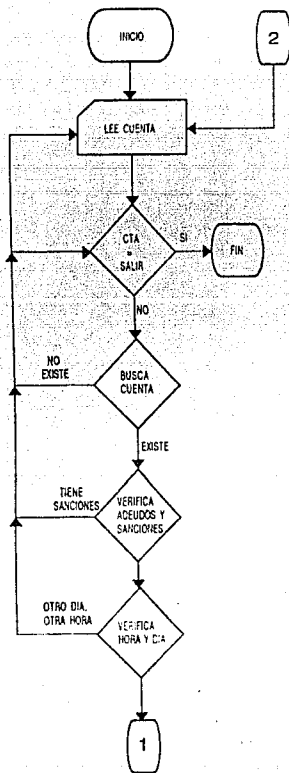 INICIO
2
LEE CUENTA
CTA
=
SALIR
SI
FIN
NO
NO
EXISTE
BUSCA
CUENTA
EXISTE
TIENE
SANCIONES
VERIFICA
ACEUDOS Y
SANCIONES
OTRO DIA,
OTRA HORA
VERIFICA
HORA Y DIA
1